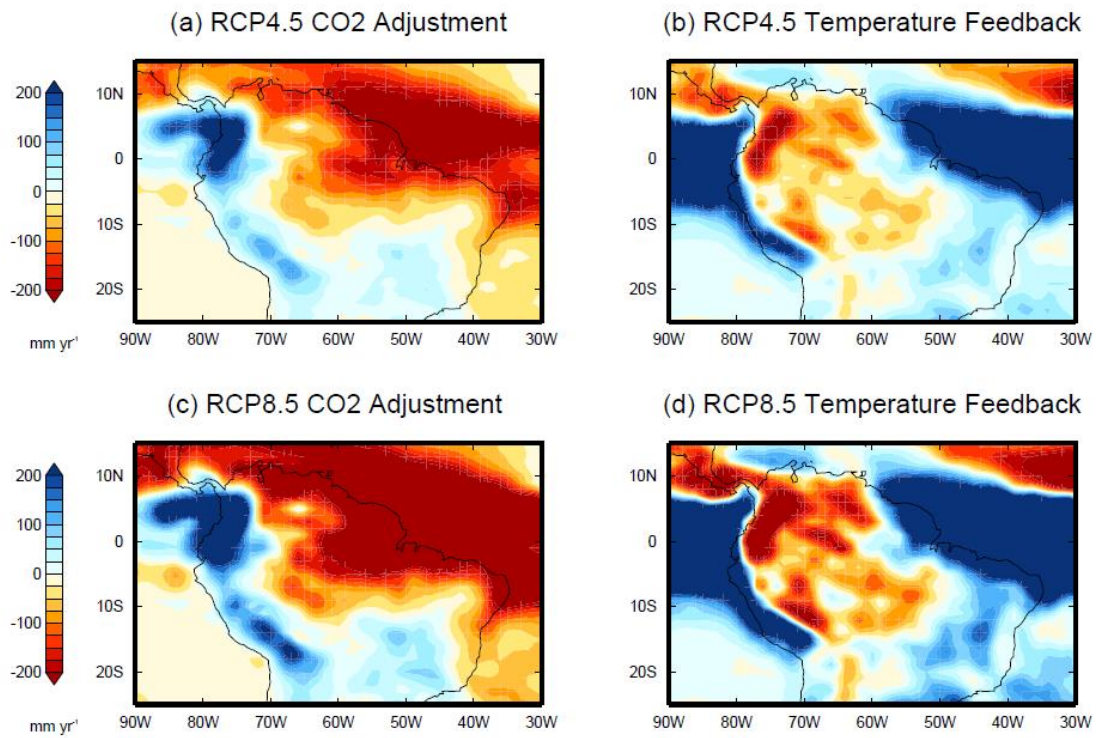 (a) RCP4.5 CO2 Adjustment
(b) RCP4.5 Temperature Feedback
200
100
0
-100
-200
mm yr⁻¹
10N
0
10S
20S
90W 80W 70W 60W 50W 40W 30W
10N
0
10S
20S
90W 80W 70W 60W 50W 40W 30W
(c) RCP8.5 CO2 Adjustment
(d) RCP8.5 Temperature Feedback
200
100
0
-100
-200
mm yr⁻¹
10N
0
10S
20S
90W 80W 70W 60W 50W 40W 30W
10N
0
10S
20S
90W 80W 70W 60W 50W 40W 30W